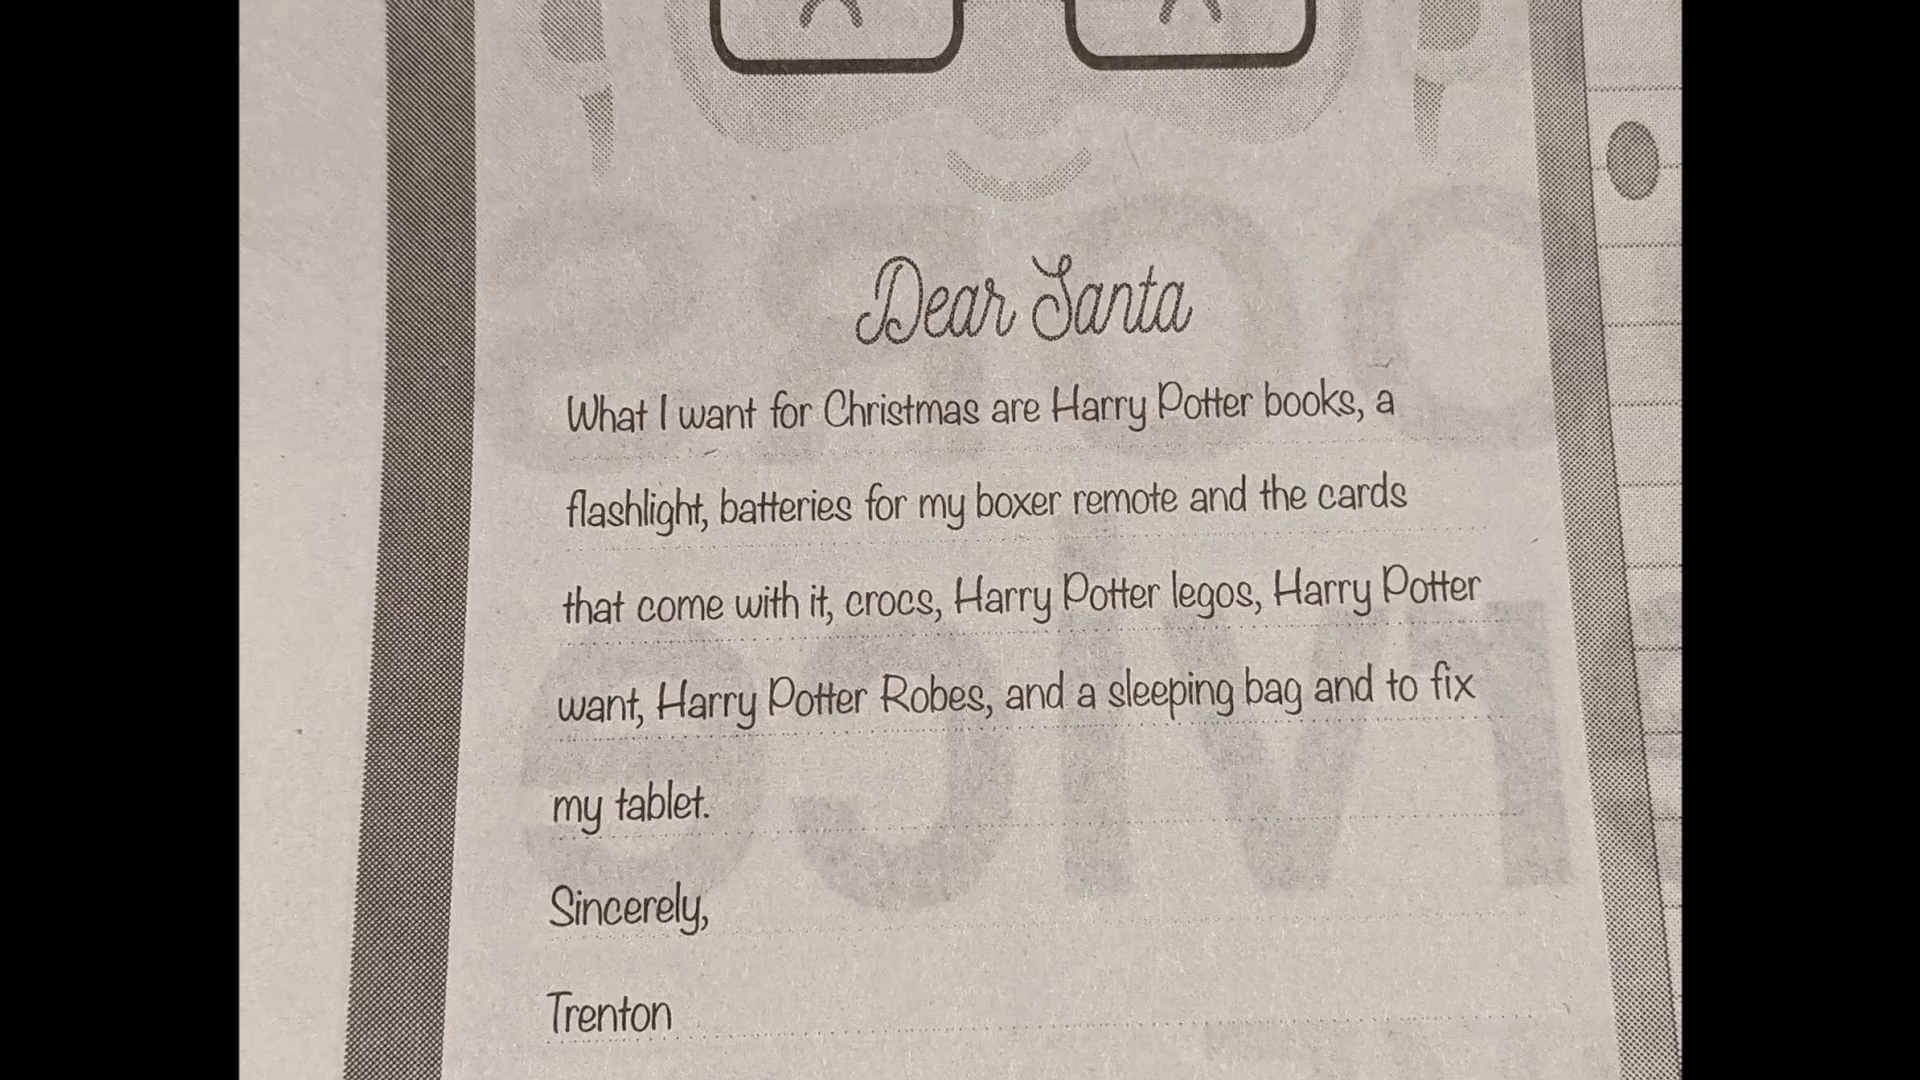 Dear Santa
What I want for Christmas are Harry Potter books, a
flashlight, batteries for my boxer remote and the cards
that come with it, crocs, Harry Potter legos, Harry Potter
want, Harry Potter Robes, and a sleeping bag and to fix
my tablet.
Sincerely,
Trenton